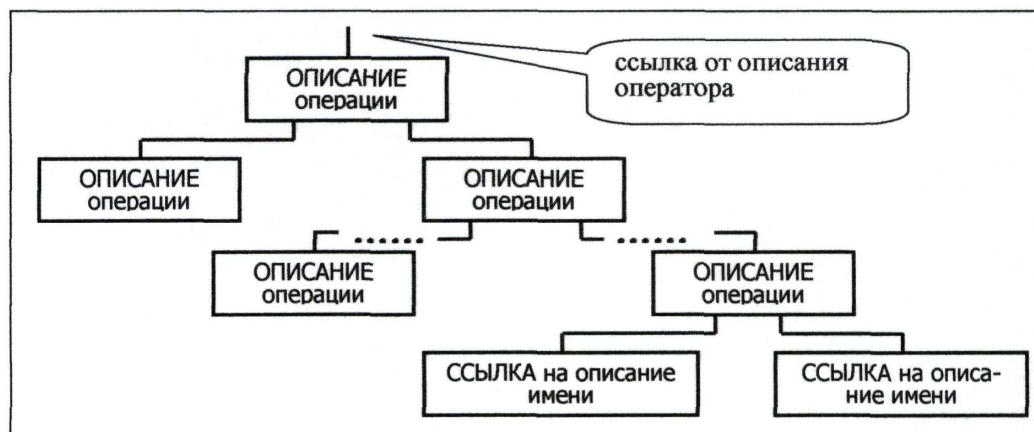 ссылка от описания
оператора
ОПИСАНИЕ
операции
ОПИСАНИЕ
операции
ОПИСАНИЕ
операции
ОПИСАНИЕ
операции
ОПИСАНИЕ
операции
ССЫЛКА на описание
имени
ССЫЛКА на описа-
ние имени